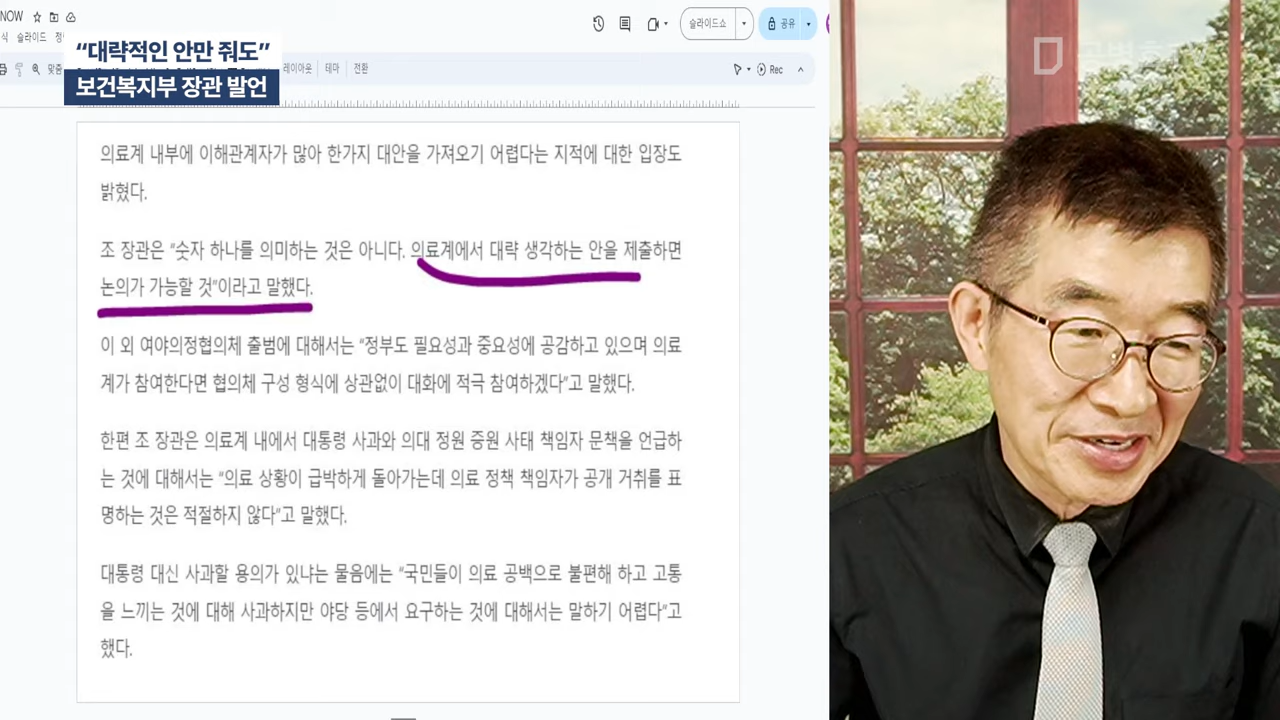 NOW
슬라이드쇼
공유
식 슬라이드
맞춤
레이아웃
테마
전환
Rec
“대략적인 안만 줘도”
보건복지부 장관 발언
의료계 내부에 이해관계자가 많아 한가지 대안을 가져오기 어렵다는 지적에 대한 입장도
밝혔다.
조 장관은 “숫자 하나를 의미하는 것은 아니다. 의료계에서 대략 생각하는 안을 제출하면
논의가 가능할 것”이라고 말했다.
이 외 여야의정협의체 출범에 대해서는 “정부도 필요성과 중요성에 공감하고 있으며 의료
계가 참여한다면 협의체 구성 형식에 상관없이 대화에 적극 참여하겠다”고 말했다.
한편 조 장관은 의료계 내에서 대통령 사과와 의대 정원 증원 사태 책임자 문책을 언급하
는 것에 대해서는 “의료 상황이 급박하게 돌아가는데 의료 정책 책임자가 공개 거취를 표
명하는 것은 적절하지 않다”고 말했다.
대통령 대신 사과할 용의가 있냐는 물음에는 “국민들이 의료 공백으로 불편해 하고 고통
을 느끼는 것에 대해 사과하지만 야당 등에서 요구하는 것에 대해서는 말하기 어렵다”고
했다.